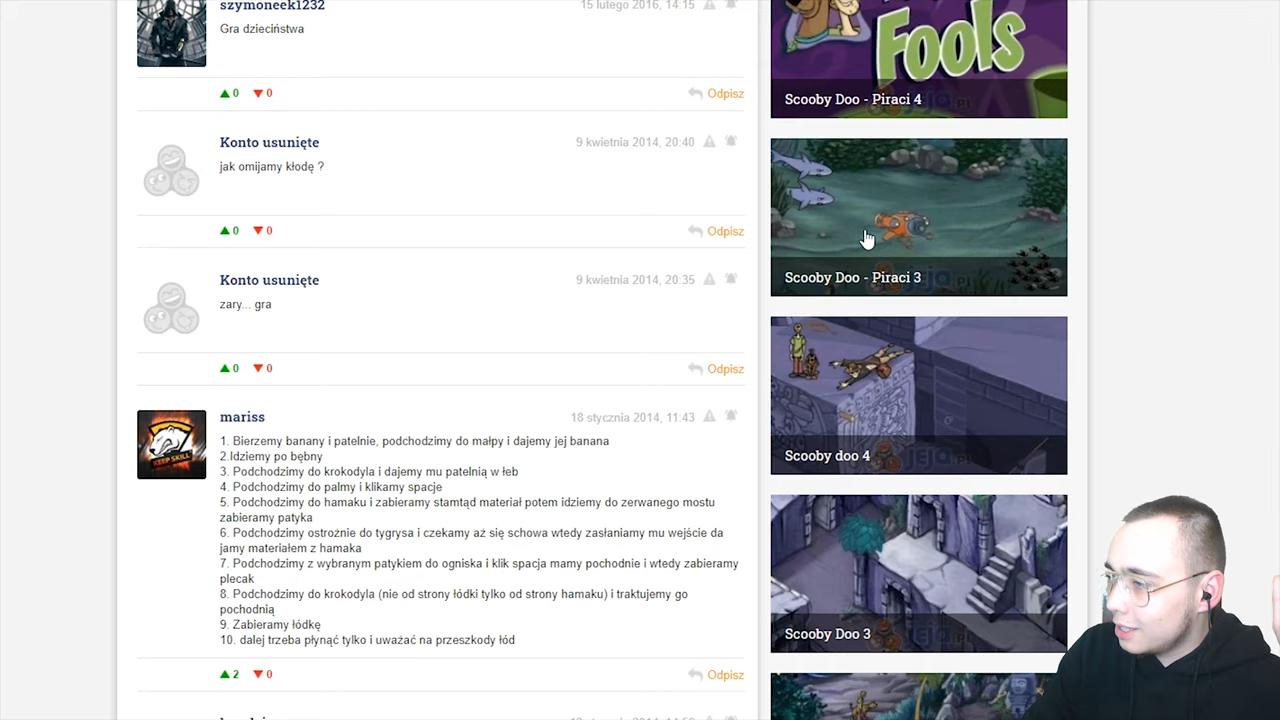 szymoneek1232
15 lutego 2016, 14:15
Gra dzieciństwa
0 0
Odpisz
Konto usunięte
9 kwietnia 2014, 20:40
jak omijamy kłodę ?
0 0
Odpisz
Konto usunięte
9 kwietnia 2014, 20:35
zary... gra
0 0
Odpisz
mariss
18 stycznia 2014, 11:43
KEEP SKILL
1. Bierzemy banany i patelnie, podchodzimy do małpy i dajemy jej banana
2.Idziemy po bębny
3. Podchodzimy do krokodyla i dajemy mu patelnią w łeb
4. Podchodzimy do palmy i klikamy spacje
5. Podchodzimy do hamaku i zabieramy stamtąd materiał potem idziemy do zerwanego mostu
zabieramy patyka
6. Podchodzimy ostrożnie do tygrysa i czekamy aż się schowa wtedy zasłaniamy mu wejście da
jamy materiałem z hamaka
7. Podchodzimy z wybranym patykiem do ogniska i klik spacja mamy pochodnie i wtedy zabieramy
plecak
8. Podchodzimy do krokodyla (nie od strony łódki tylko od strony hamaku) i traktujemy go
pochodnią
9. Zabieramy łódkę
10. dalej trzeba płynąć tylko i uważać na przeszkody łód
2 0
Odpisz
Fools
Scooby Doo - Piraci 4
Scooby Doo - Piraci 3
JEJA.PL
Scooby doo 4
JEJA.PL
Scooby Doo 3
JEJA.PL